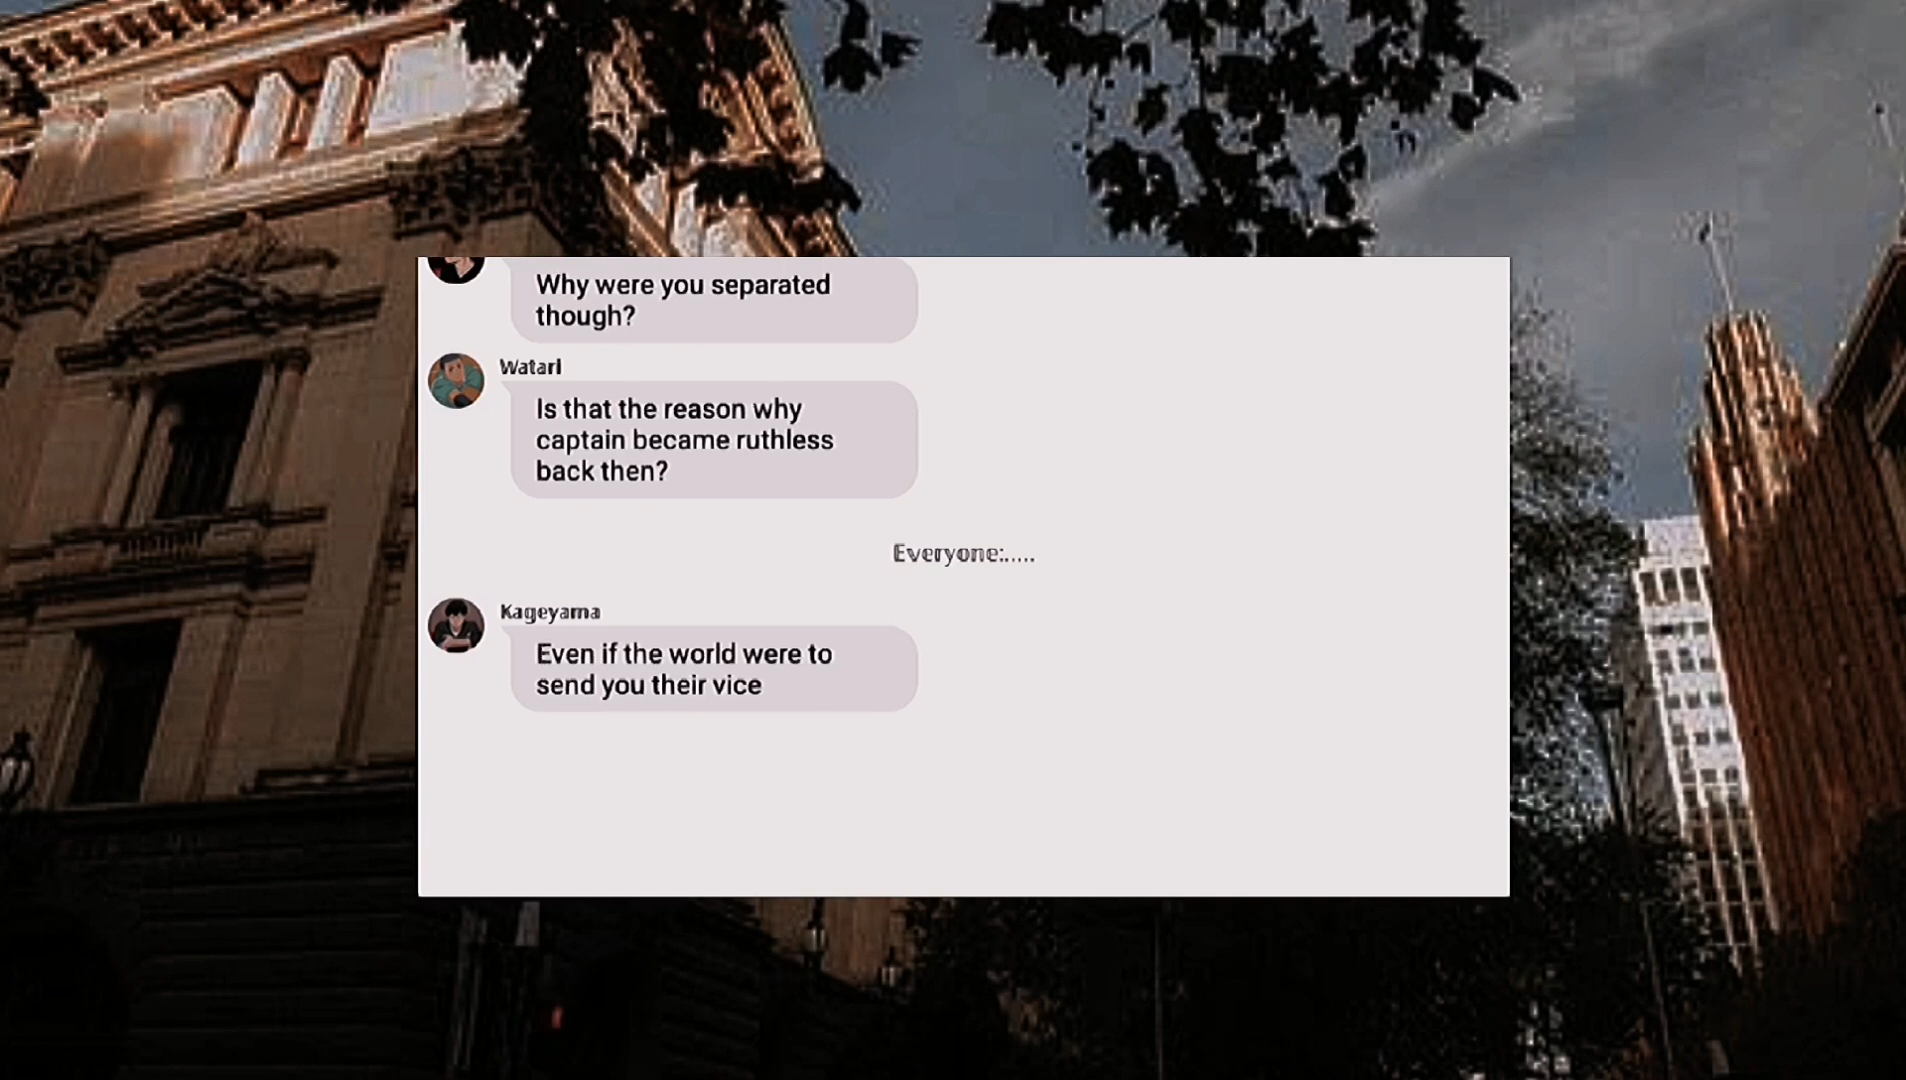 Why were you separated
though?
Watari
Is that the reason why
captain became ruthless
back then?
Everyone:.....
Kageyama
Even if the world were to
send you their vice